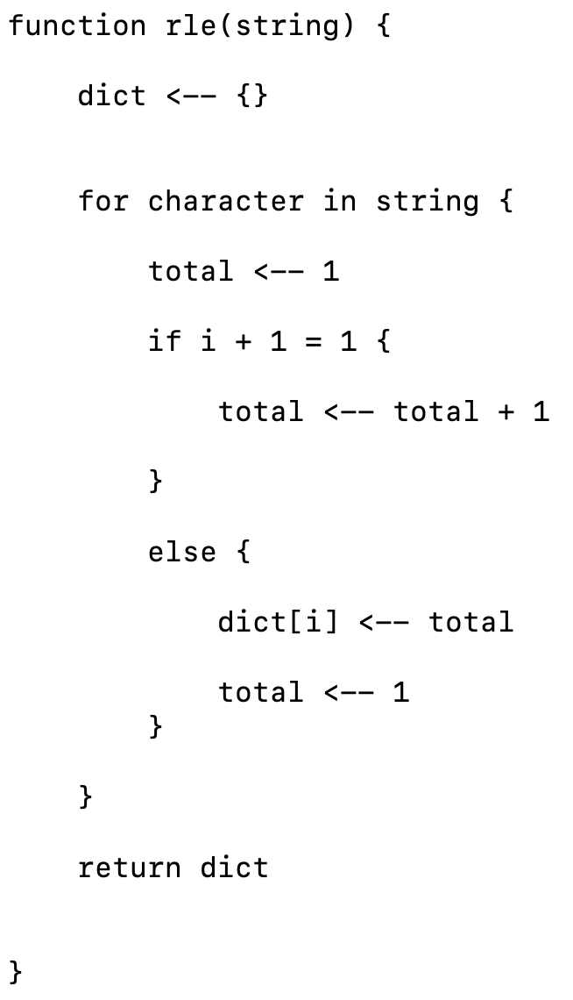 function rle(string) {
dict <-- {}
for character in string {
total <-- 1
if i + 1 = 1 {
total <-- total + 1
}
else {
dict[i] <-- total
total <-- 1
}
}
return dict
}